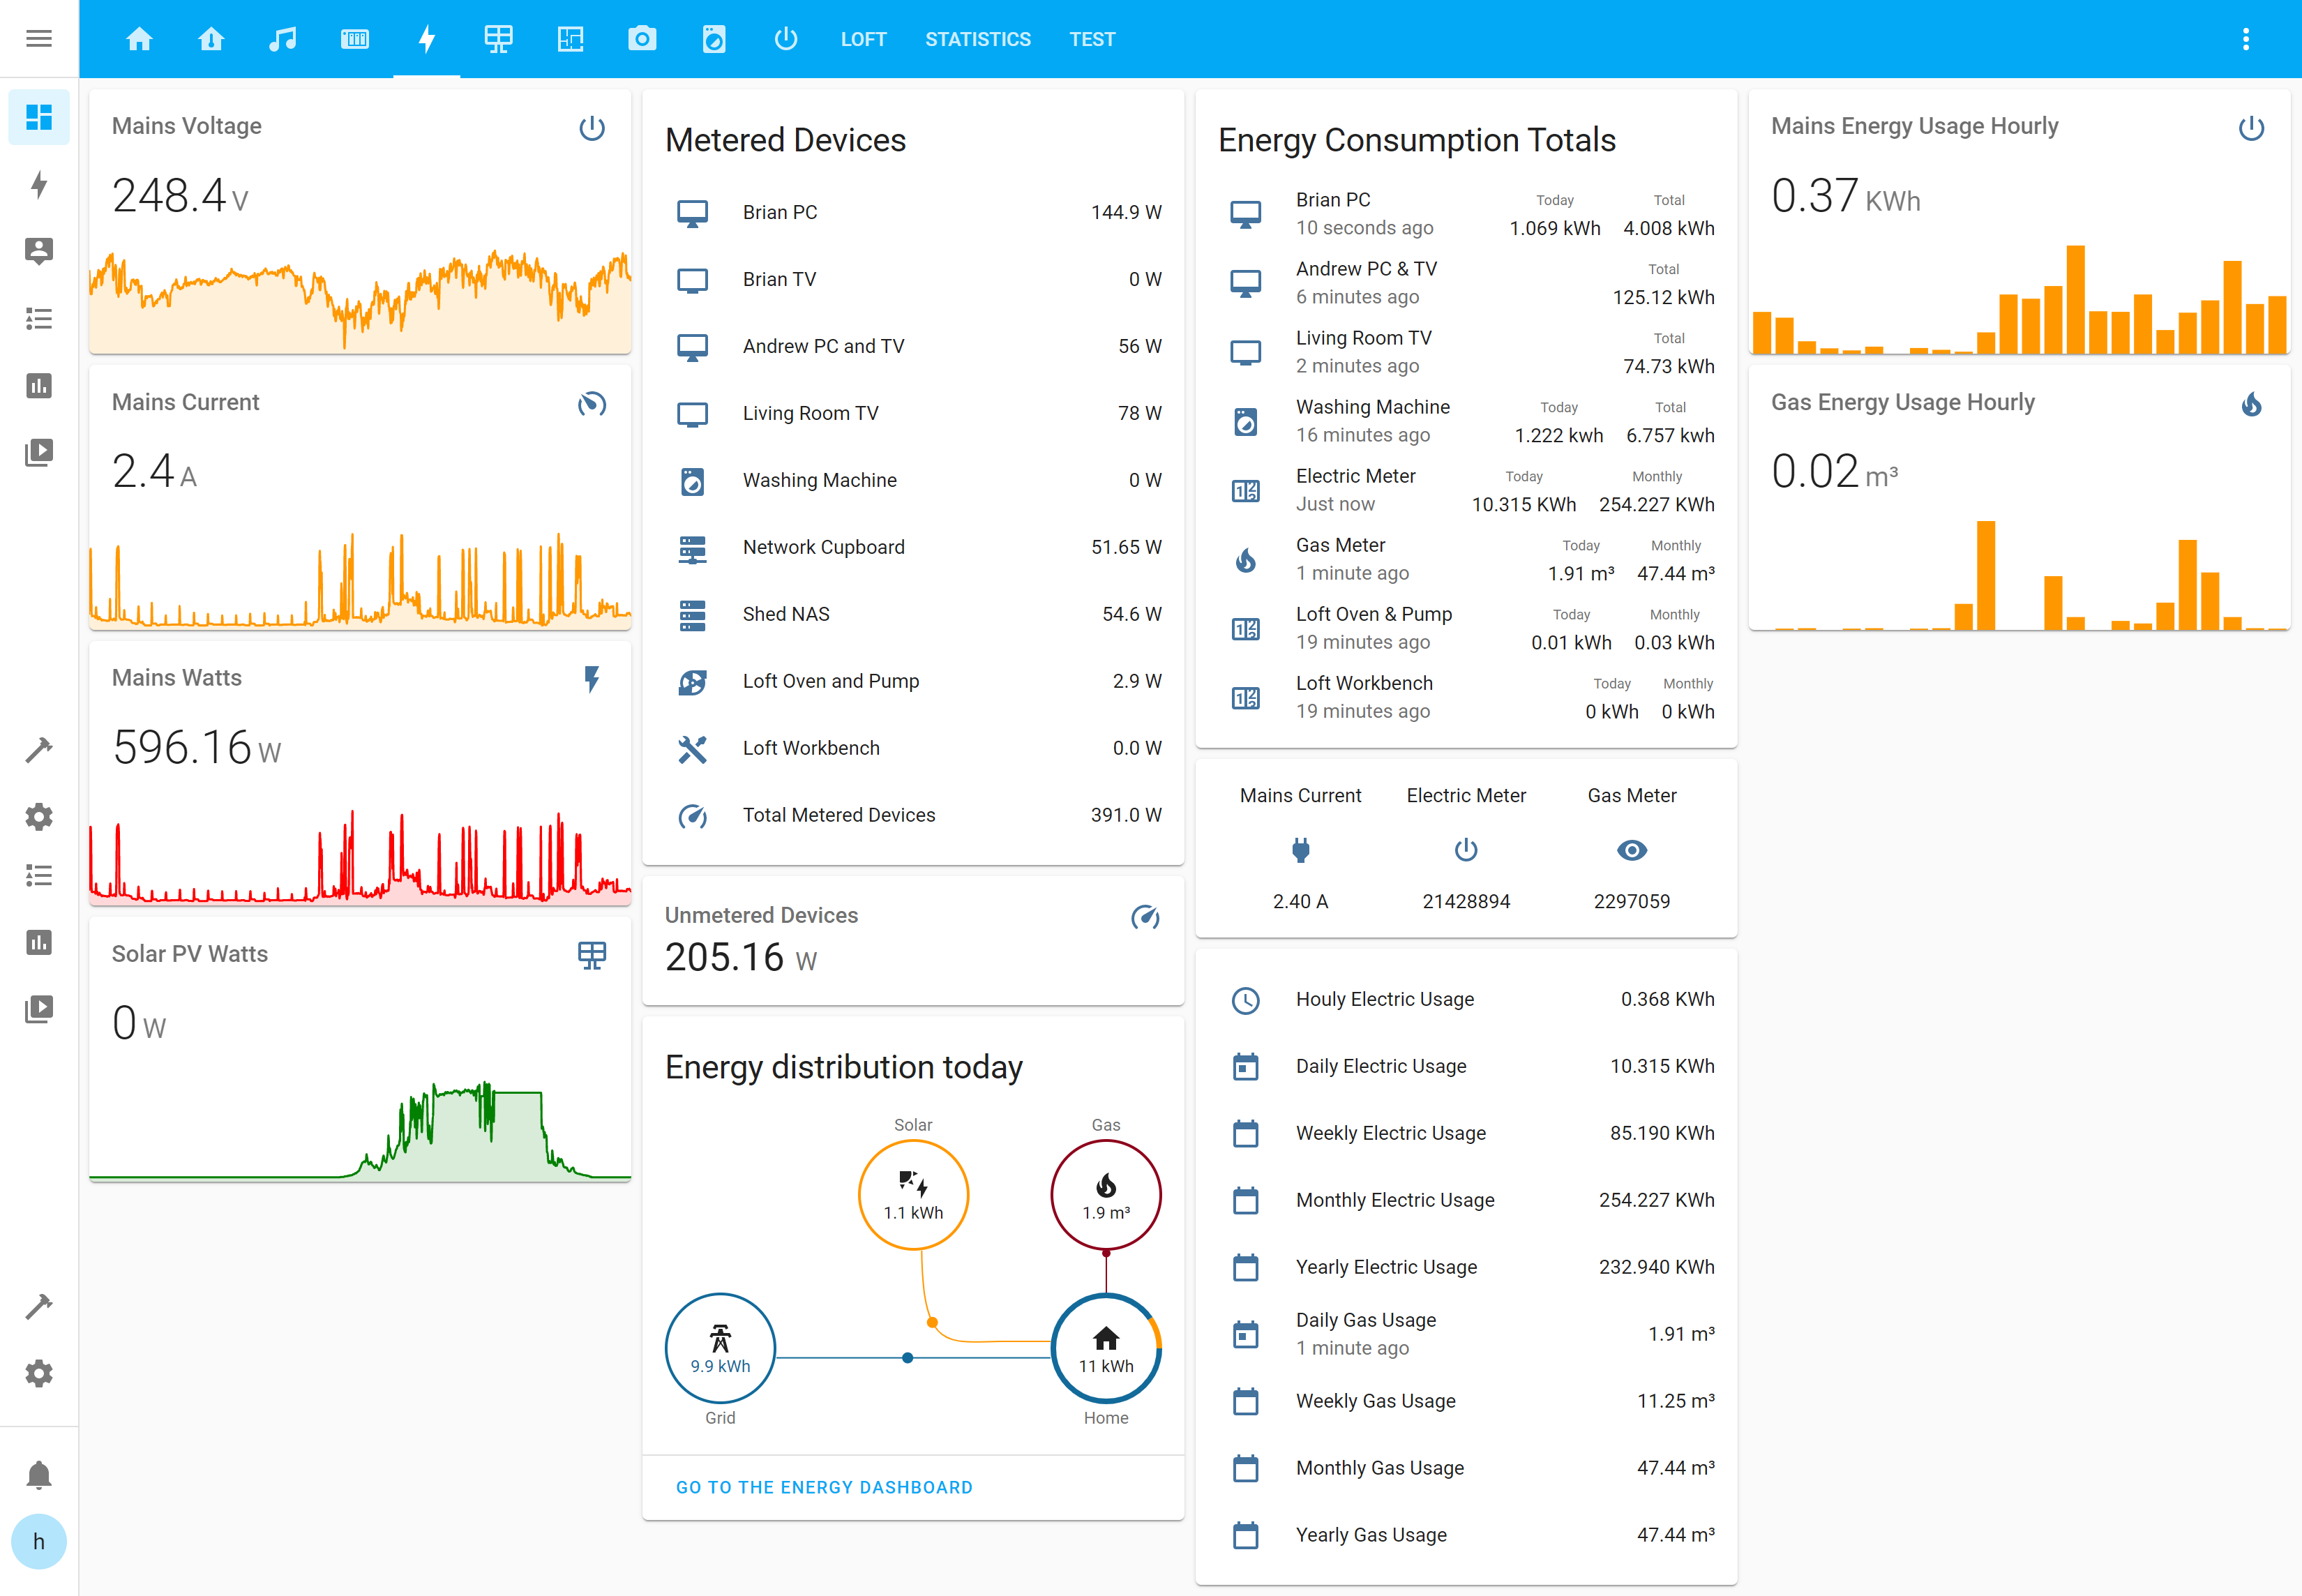 LOFT
STATISTICS
TEST
Mains Voltage
248.4 V
Mains Current
2.4 A
Mains Watts
596.16 W
Solar PV Watts
0 W
Metered Devices
Brian PC 144.9 W
Brian TV 0 W
Andrew PC and TV 56 W
Living Room TV 78 W
Washing Machine 0 W
Network Cupboard 51.65 W
Shed NAS 54.6 W
Loft Oven and Pump 2.9 W
Loft Workbench 0.0 W
Total Metered Devices 391.0 W
Unmetered Devices
205.16 W
Energy distribution today
Solar Gas
1.1 kWh 1.9 m³
9.9 kWh 11 kWh
Grid Home
GO TO THE ENERGY DASHBOARD
Energy Consumption Totals
Brian PC Today Total
10 seconds ago 1.069 kWh 4.008 kWh
Andrew PC & TV Total
6 minutes ago 125.12 kWh
Living Room TV Total
2 minutes ago 74.73 kWh
Washing Machine Today Total
16 minutes ago 1.222 kwh 6.757 kwh
Electric Meter Today Monthly
Just now 10.315 KWh 254.227 KWh
Gas Meter Today Monthly
1 minute ago 1.91 m³ 47.44 m³
Loft Oven & Pump Today Monthly
19 minutes ago 0.01 kWh 0.03 kWh
Loft Workbench Today Monthly
19 minutes ago 0 kWh 0 kWh
Mains Current Electric Meter Gas Meter
2.40 A 21428894 2297059
Houly Electric Usage 0.368 KWh
Daily Electric Usage 10.315 KWh
Weekly Electric Usage 85.190 KWh
Monthly Electric Usage 254.227 KWh
Yearly Electric Usage 232.940 KWh
Daily Gas Usage 1.91 m³
1 minute ago
Weekly Gas Usage 11.25 m³
Monthly Gas Usage 47.44 m³
Yearly Gas Usage 47.44 m³
Mains Energy Usage Hourly
0.37 KWh
Gas Energy Usage Hourly
0.02 m³
h